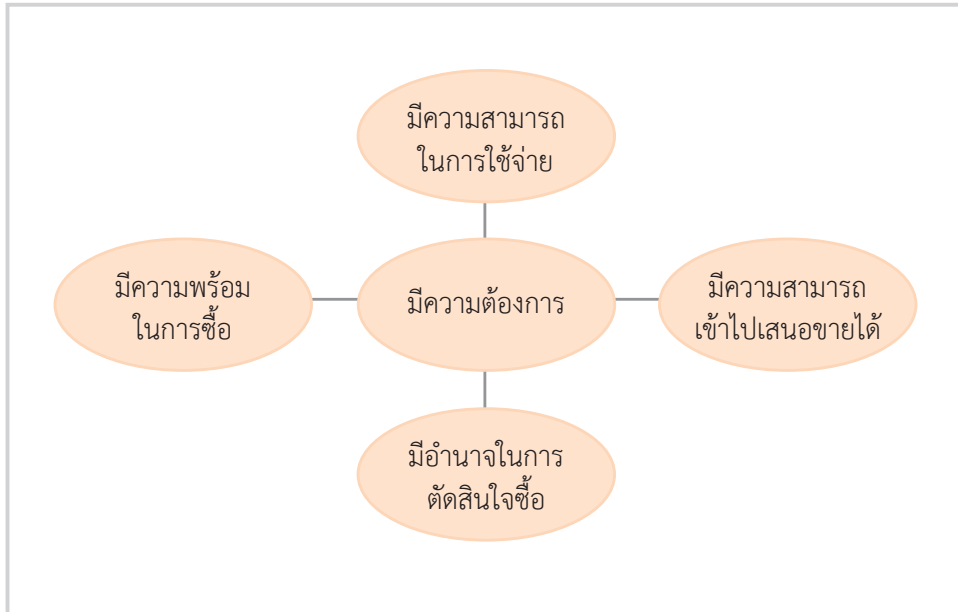 มีความสามารถ
ในการใช้จ่าย
มีความพร้อม
ในการซื้อ
มีความต้องการ
มีความสามารถ
เข้าไปเสนอขายได้
มีอำนาจในการ
ตัดสินใจซื้อ